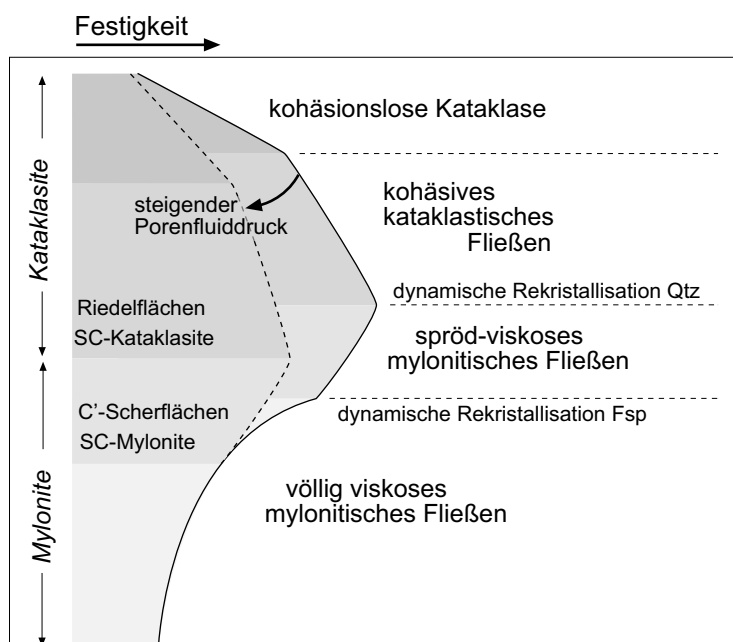 Festigkeit
kohäsionslose Kataklase
Kataklasite
steigender
Porenfluiddruck
kohäsives
kataklastisches
Fließen
dynamische Rekristallisation Qtz
Riedelflächen
SC-Kataklasite
spröd-viskoses
mylonitisches Fließen
C’-Scherflächen
SC-Mylonite
dynamische Rekristallisation Fsp
Mylonite
völlig viskoses
mylonitisches Fließen